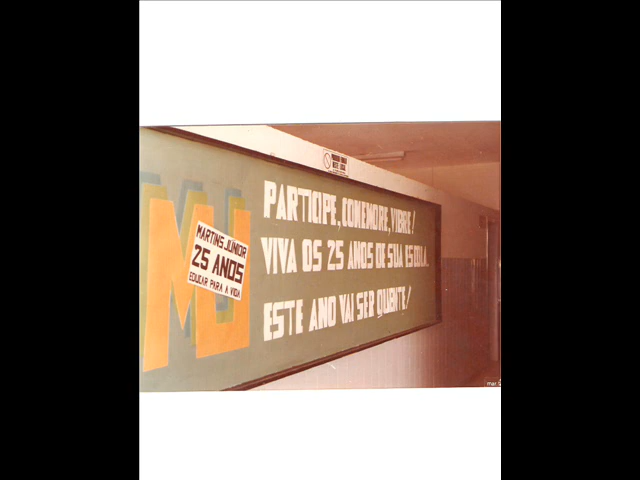 PARTICIPE, COMEMORE, VIBRE!
VIVA OS 25 ANOS DE SUA ESCOLA.
ESTE ANO VAI SER QUENTE!
MJ
MARTINS JÚNIOR
25 ANOS
EDUCAR PARA A VIDA